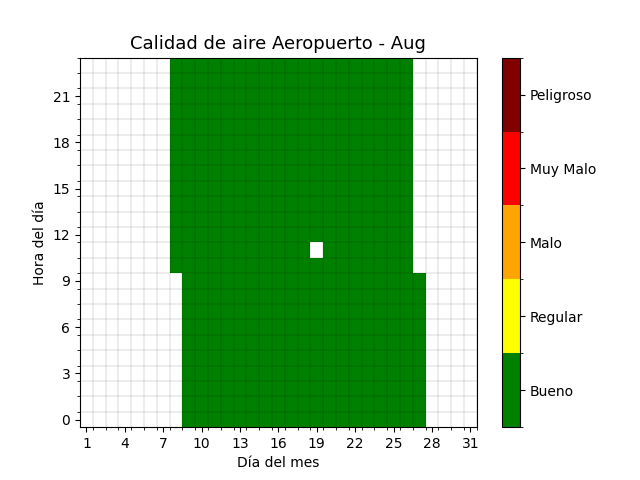 Calidad de aire Aeropuerto - Aug
Hora del día
21
18
15
12
9
6
3
0
1 4 7 10 13 16 19 22 25 28 31
Día del mes
Peligroso
Muy Malo
Malo
Regular
Bueno